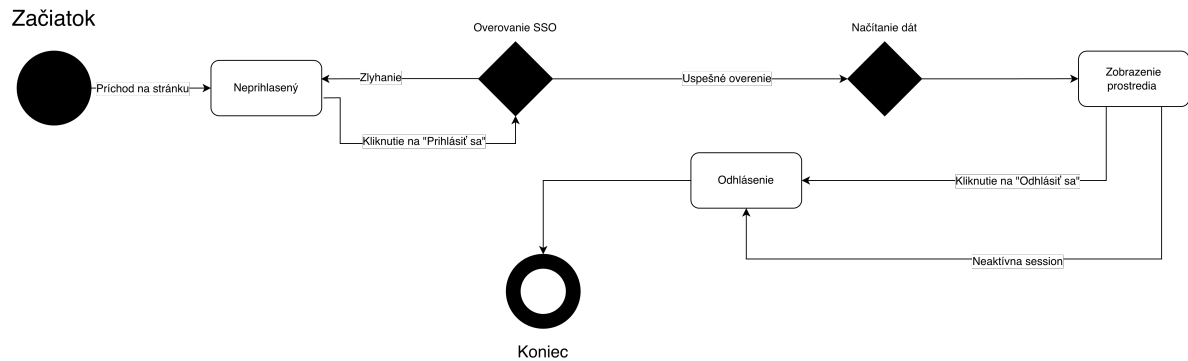 Začiatok
Overovanie SSO
Načítanie dát
Príchod na stránku
Neprihlasený
Zlyhanie
Uspešné overenie
Zobrazenie
prostredia
Kliknutie na "Prihlásiť sa"
Odhlásenie
Kliknutie na "Odhlásiť sa"
Neaktívna session
Koniec